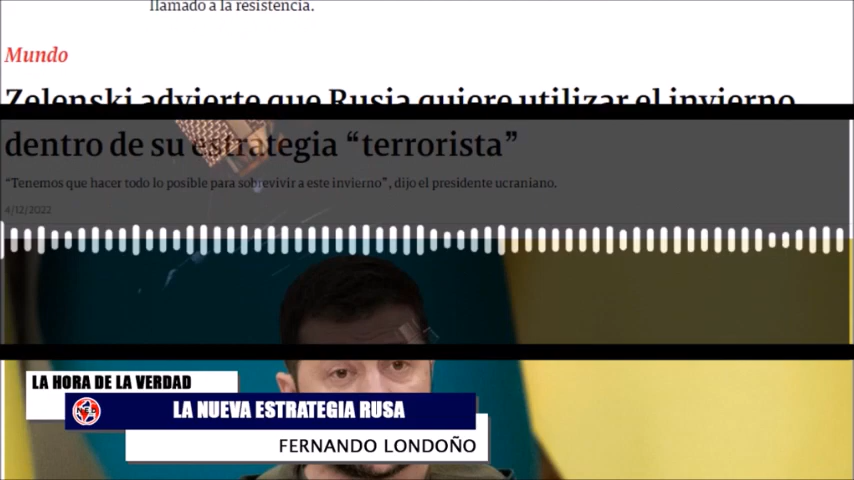 llamado a la resistencia.
Mundo
Zelenski advierte que Rusia quiere utilizar el invierno
dentro de su estrategia “terrorista”
“Tenemos que hacer todo lo posible para sobrevivir a este invierno”, dijo el presidente ucraniano.
4/12/2022
LA HORA DE LA VERDAD
LA NUEVA ESTRATEGIA RUSA
FERNANDO LONDOÑO